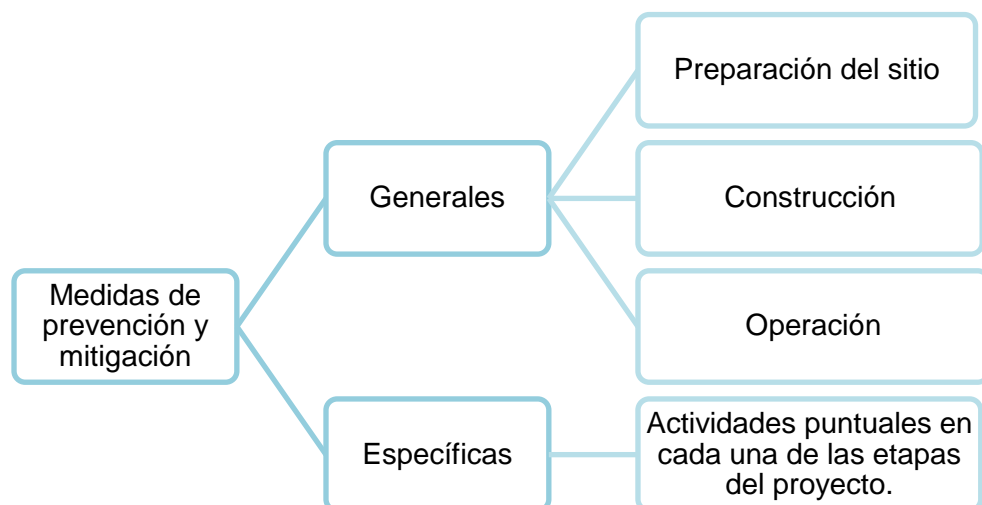 Medidas de
prevención y
mitigación
Generales
Preparación del sitio
Construcción
Operación
Específicas
Actividades puntuales en
cada una de las etapas
del proyecto.